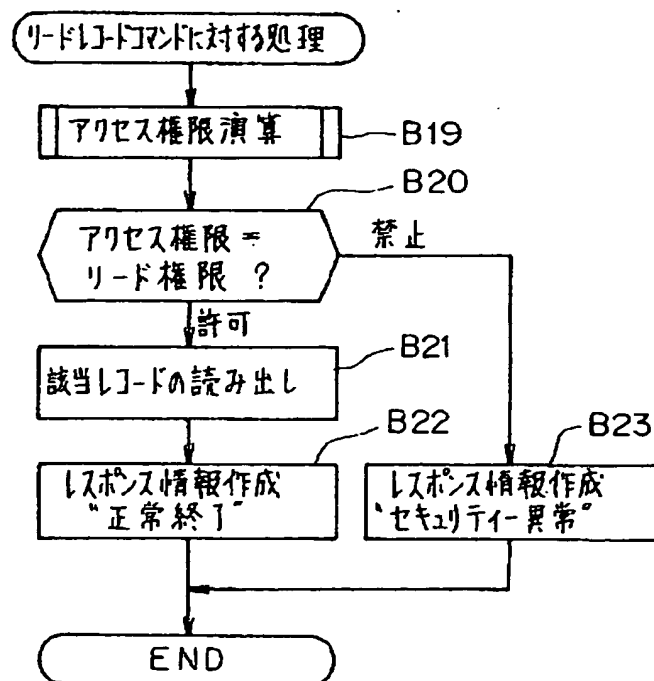 リードレコードコマンドに対する処理
アクセス権限演算
B19
B20
アクセス権限=
リード権限 ?
禁止
許可
B21
該当レコードの読み出し
B22
B23
レスポンス情報作成
"正常終了"
レスポンス情報作成
"セキュリティー異常"
END